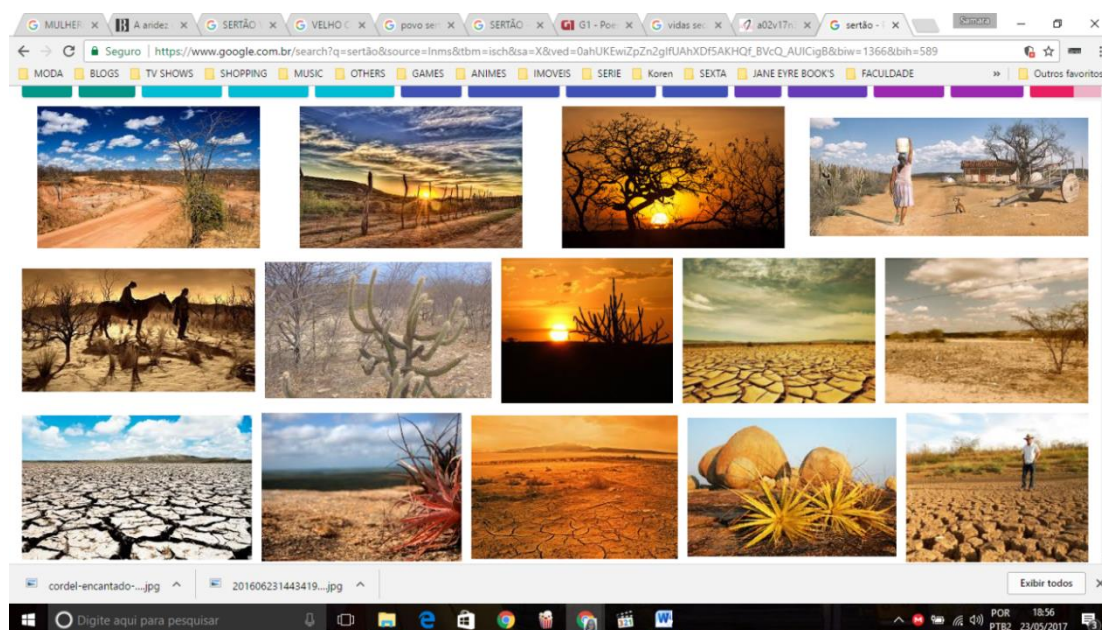 MULHER
A aridez
SERTÃO
VELHO C
povo ser
SERTÃO
G1 - Poe
vidas sec
a02v17n
sertão -
Samara
Seguro | https://www.google.com.br/search?q=sertão&source=lnms&tbm=isch&sa=X&ved=0ahUKEwiZpZn2gIfUAhXDf5AKHQf_BVcQ_AUICigB&biw=1366&bih=589
MODA BLOGS TV SHOWS SHOPPING MUSIC OTHERS GAMES ANIMES IMOVEIS SERIE Koren SEXTA JANE EYRE BOOK'S FACULDADE » Outros favoritos
cordel-encantado-....jpg 201606231443419....jpg Exibir todos
Digite aqui para pesquisar
POR 18:56
PTB2 23/05/2017